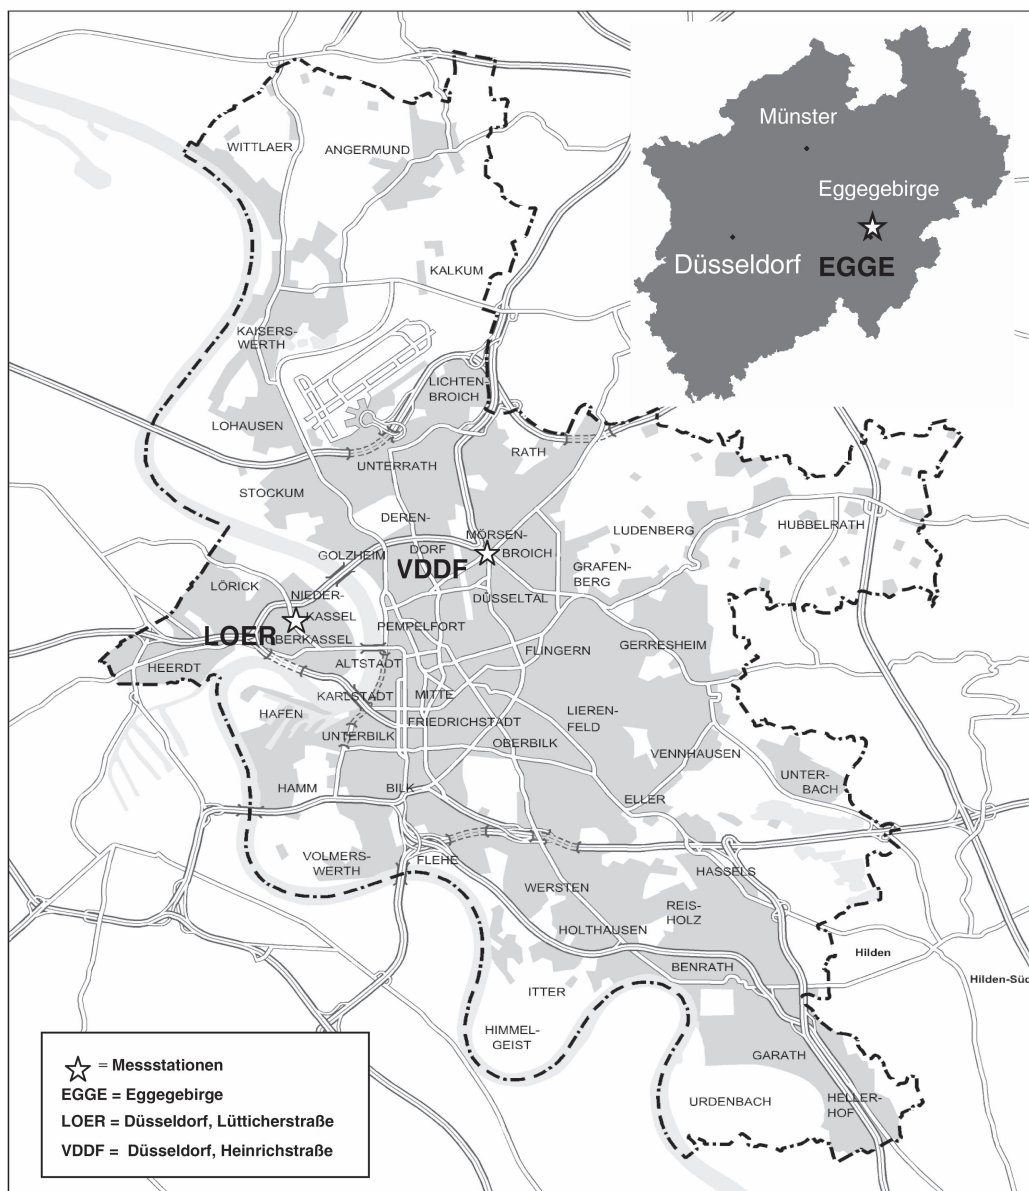 Münster
Eggegebirge
Düsseldorf
EGGE
WITTLAER
ANGERMUND
KALKUM
KAISERS-
WERTH
LICHTEN-
BROICH
LOHAUSEN
RATH
UNTERRATH
STOCKUM
DEREN-
DORF
MÖRSEN-
BROICH
LUDENBERG
HUBBELRATH
GOLZHEIM
VDDF
GRAFEN-
BERG
LÖRICK
NIEDER-
KASSEL
DÜSSELTAL
LOER
OBERKASSEL
PEMPELFORT
FLINGERN
GERRESHEIM
HEERDT
ALTSTADT
KARLSTADT
MITTE
HAFEN
FRIEDRICHSTADT
LIEREN-
FELD
UNTERBILK
OBERBILK
VENNHAUSEN
UNTER-
BACH
HAMM
BILK
ELLER
VOLMERS-
WERTH
FLEHE
HASSELS
WERSTEN
REIS-
HOLZ
HOLTHAUSEN
Hilden
BENRATH
Hilden-Süd
ITTER
HIMMEL-
GEIST
GARATH
URDENBACH
HELLER-
HOF
= Messstationen
EGGE = Eggegebirge
LOER = Düsseldorf, Lütticherstraße
VDDF = Düsseldorf, Heinrichstraße